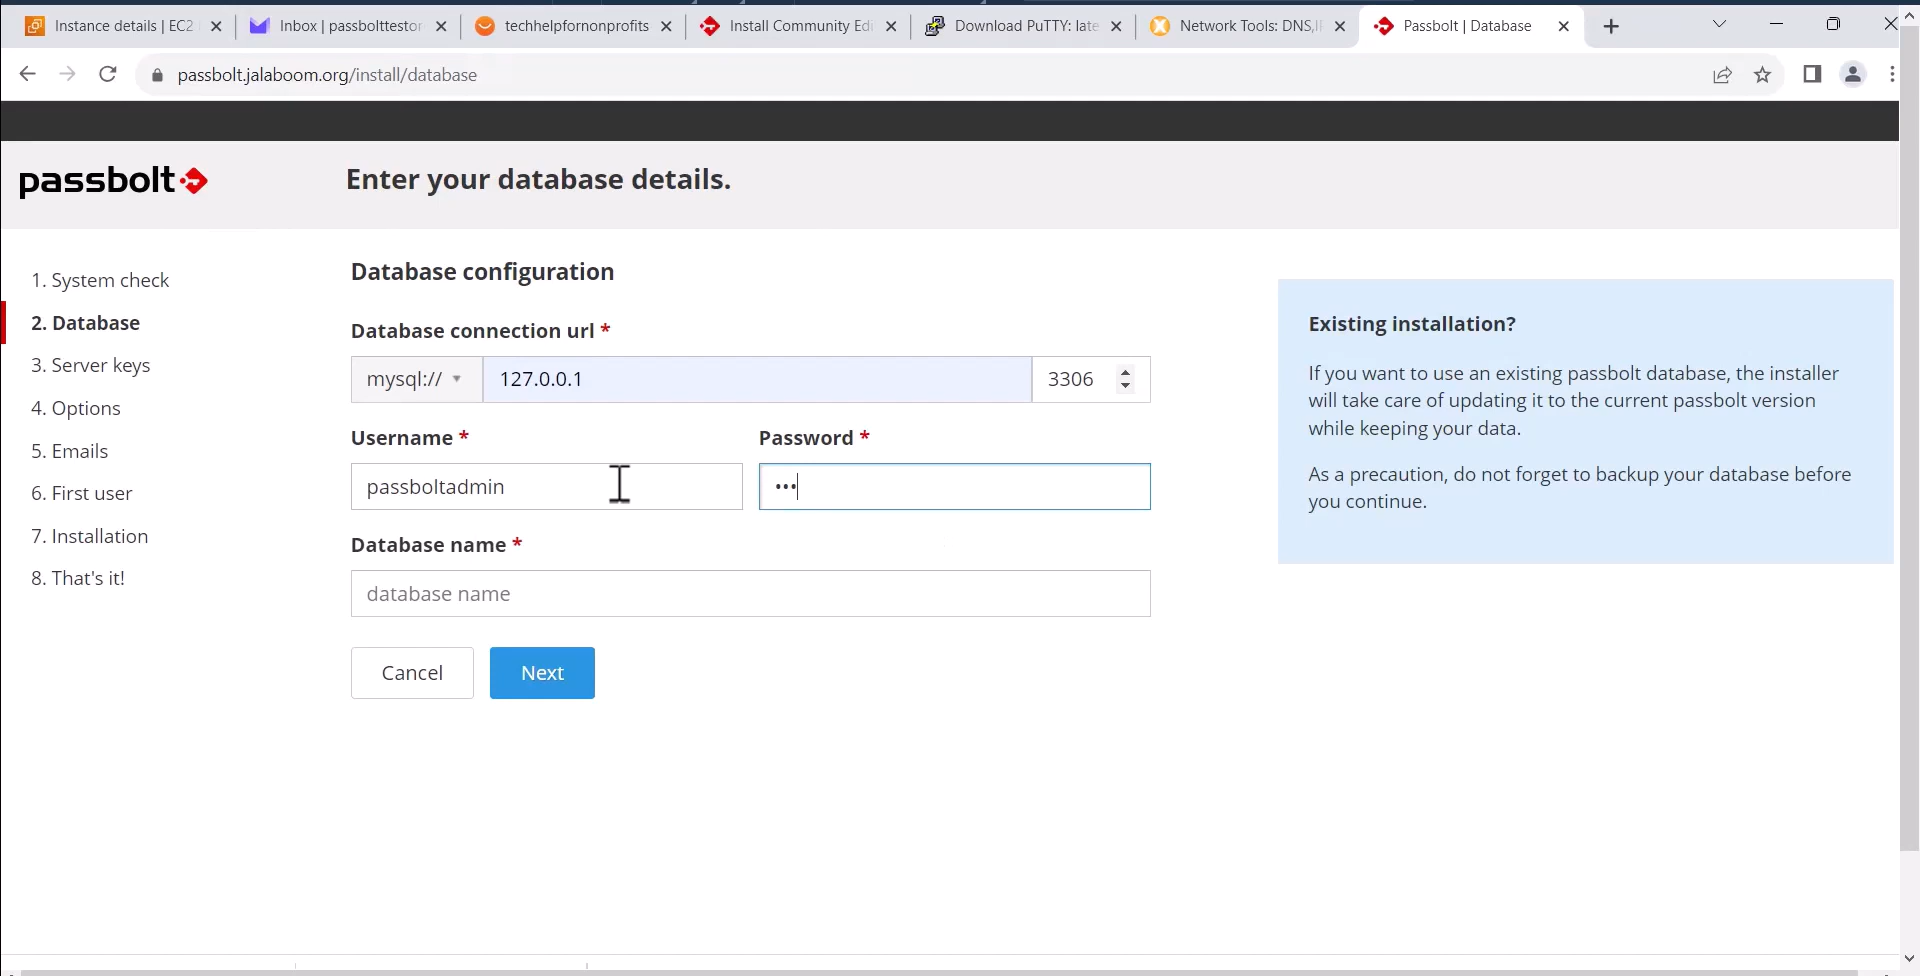 Instance details | EC2
Inbox | passbolttestor
techhelpfornonprofits
Install Community Edi
Download PuTTY: late
Network Tools: DNS,IP
Passbolt | Database
passbolt.jalaboom.org/install/database
passbolt
Enter your database details.
1. System check
2. Database
3. Server keys
4. Options
5. Emails
6. First user
7. Installation
8. That's it!
Database configuration
Database connection url *
mysql://
127.0.0.1
3306
Username *
Password *
passboltadmin
•••
Database name *
database name
Cancel
Next
Existing installation?
If you want to use an existing passbolt database, the installer
will take care of updating it to the current passbolt version
while keeping your data.
As a precaution, do not forget to backup your database before
you continue.